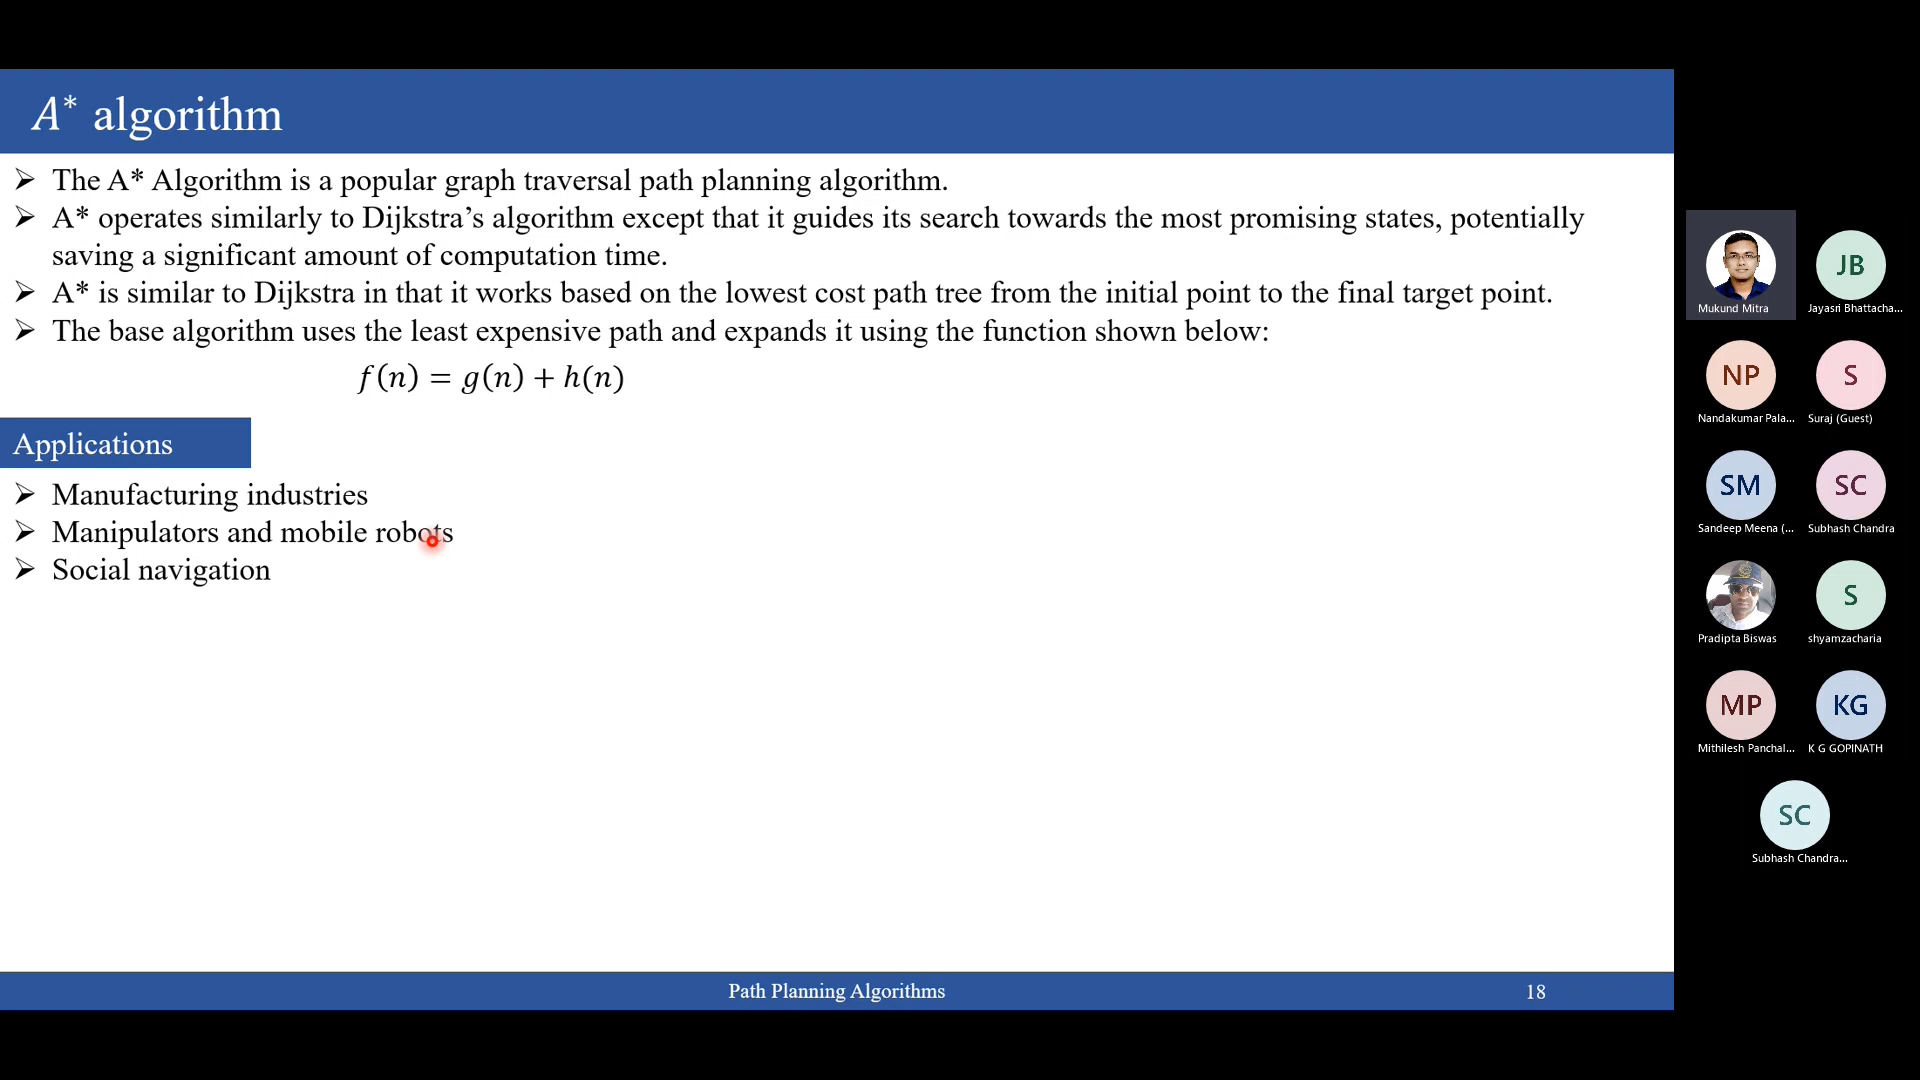 A* algorithm
➢ The A* Algorithm is a popular graph traversal path planning algorithm.
➢ A* operates similarly to Dijkstra’s algorithm except that it guides its search towards the most promising states, potentially
saving a significant amount of computation time.
➢ A* is similar to Dijkstra in that it works based on the lowest cost path tree from the initial point to the final target point.
➢ The base algorithm uses the least expensive path and expands it using the function shown below:
f(n) = g(n) + h(n)
Applications
➢ Manufacturing industries
➢ Manipulators and mobile robots
➢ Social navigation
Path Planning Algorithms
18
Mukund Mitra
JB
Jayasri Bhattacha...
NP
Nandakumar Pala...
S
Suraj (Guest)
SM
Sandeep Meena (...
SC
Subhash Chandra
Pradipta Biswas
S
shyamzacharia
MP
Mithilesh Panchal...
KG
K G GOPINATH
SC
Subhash Chandra...